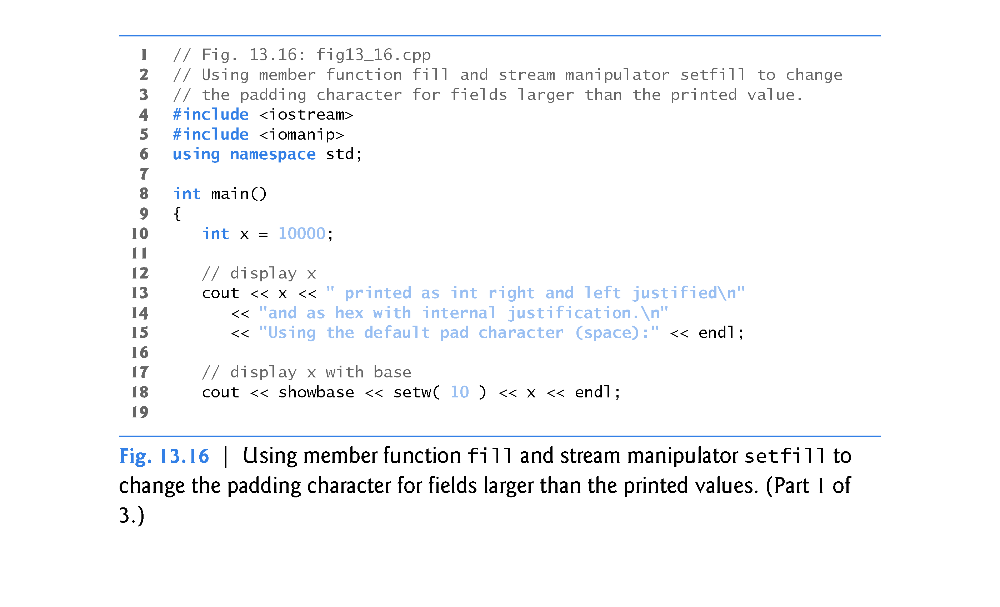 1 // Fig. 13.16: fig13_16.cpp
2 // Using member function fill and stream manipulator setfill to change
3 // the padding character for fields larger than the printed value.
4 #include <iostream>
5 #include <iomanip>
6 using namespace std;
7
8 int main()
9 {
10    int x = 10000;
11
12    // display x
13    cout << x << " printed as int right and left justified\n"
14       << "and as hex with internal justification.\n"
15       << "Using the default pad character (space):" << endl;
16
17    // display x with base
18    cout << showbase << setw( 10 ) << x << endl;
19
Fig. 13.16 | Using member function fill and stream manipulator setfill to
change the padding character for fields larger than the printed values. (Part 1 of
3.)